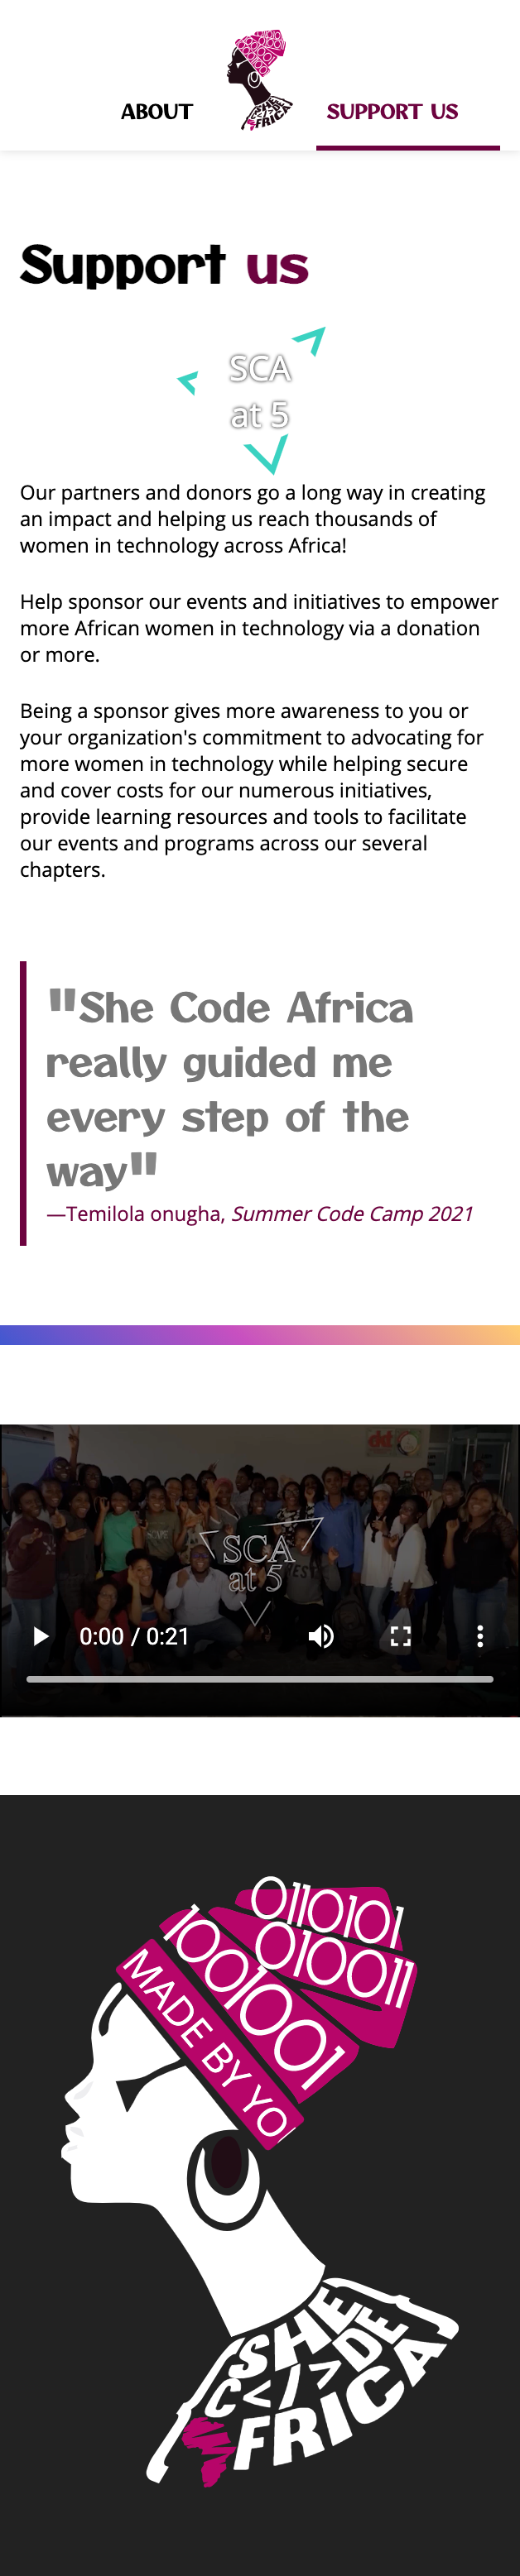 ABOUT
SHE
C</>DE
AFRICA
SUPPORT US
Support us
SCA
at 5
Our partners and donors go a long way in creating
an impact and helping us reach thousands of
women in technology across Africa!
Help sponsor our events and initiatives to empower
more African women in technology via a donation
or more.
Being a sponsor gives more awareness to you or
your organization's commitment to advocating for
more women in technology while helping secure
and cover costs for our numerous initiatives,
provide learning resources and tools to facilitate
our events and programs across our several
chapters.
"She Code Africa
really guided me
every step of the
way"
—Temilola onugha, Summer Code Camp 2021
SCA
at 5
0:00 / 0:21
0110101
010011
1001001
MADE BY YO
SHE
C</>DE
FRICA